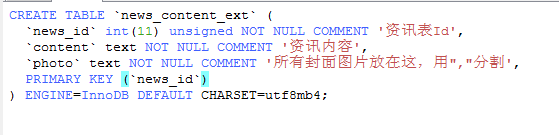 CREATE TABLE `news_content_ext` (
`news_id` int(11) unsigned NOT NULL COMMENT '资讯表Id',
`content` text NOT NULL COMMENT '资讯内容',
`photo` text NOT NULL COMMENT '所有封面图片放在这，用","分割',
PRIMARY KEY (`news_id`)
) ENGINE=InnoDB DEFAULT CHARSET=utf8mb4;